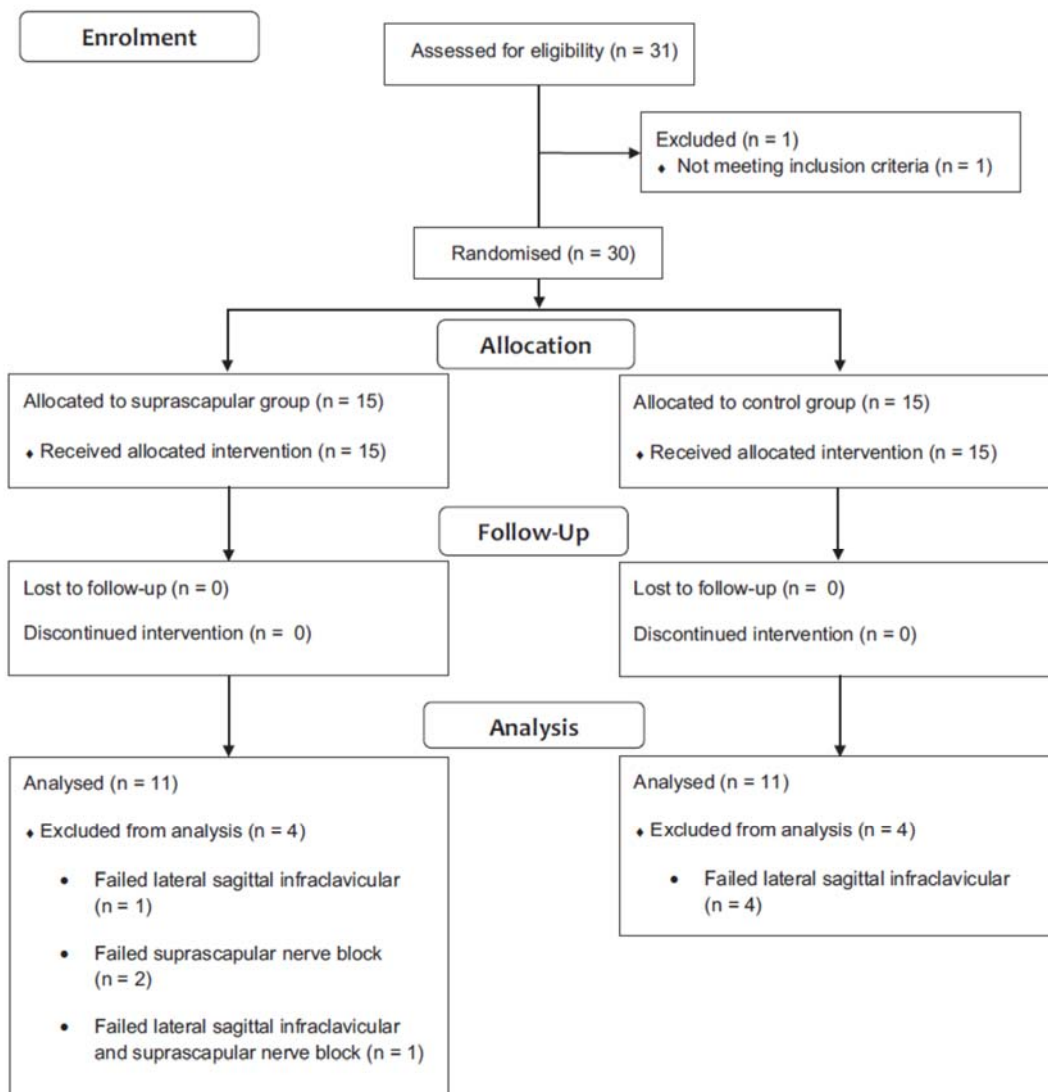 Enrolment
Assessed for eligibility (n = 31)
Excluded (n = 1)
♦ Not meeting inclusion criteria (n = 1)
Randomised (n = 30)
Allocation
Allocated to suprascapular group (n = 15)
♦ Received allocated intervention (n = 15)
Allocated to control group (n = 15)
♦ Received allocated intervention (n = 15)
Follow-Up
Lost to follow-up (n = 0)
Discontinued intervention (n = 0)
Lost to follow-up (n = 0)
Discontinued intervention (n = 0)
Analysis
Analysed (n = 11)
♦ Excluded from analysis (n = 4)
• Failed lateral sagittal infraclavicular
(n = 1)
• Failed suprascapular nerve block
(n = 2)
• Failed lateral sagittal infraclavicular
and suprascapular nerve block (n = 1)
Analysed (n = 11)
♦ Excluded from analysis (n = 4)
• Failed lateral sagittal infraclavicular
(n = 4)